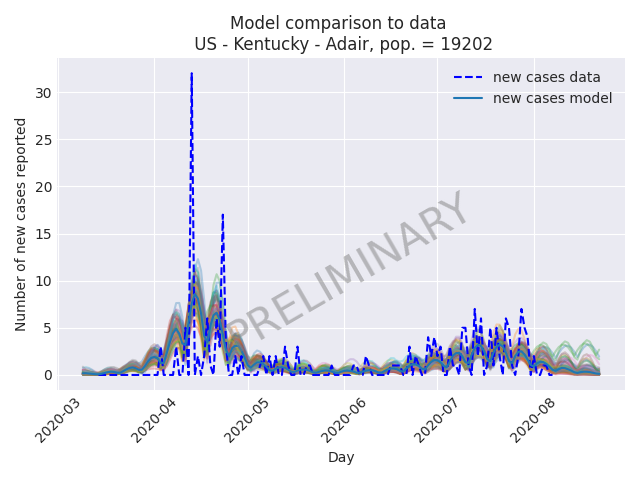 Model comparison to data
US - Kentucky - Adair, pop. = 19202
new cases data
new cases model
Number of new cases reported
30
25
20
15
10
5
0
PRELIMINARY
2020-03
2020-04
2020-05
2020-06
2020-07
2020-08
Day